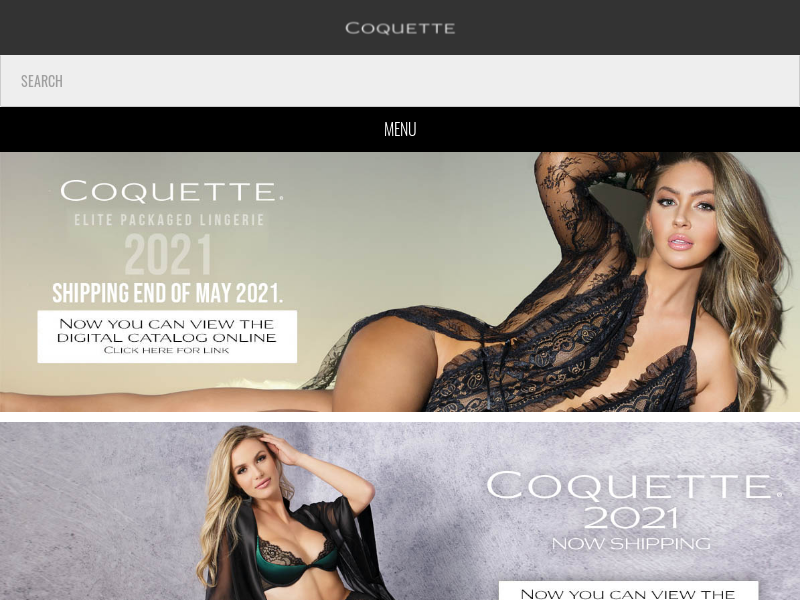 COQUETTE
SEARCH
MENU
COQUETTE.
ELITE PACKAGED LINGERIE
2021
SHIPPING END OF MAY 2021.
NOW YOU CAN VIEW THE
DIGITAL CATALOG ONLINE
CLICK HERE FOR LINK
COQUETTE.
2021
NOW SHIPPING
NOW YOU CAN VIEW THE